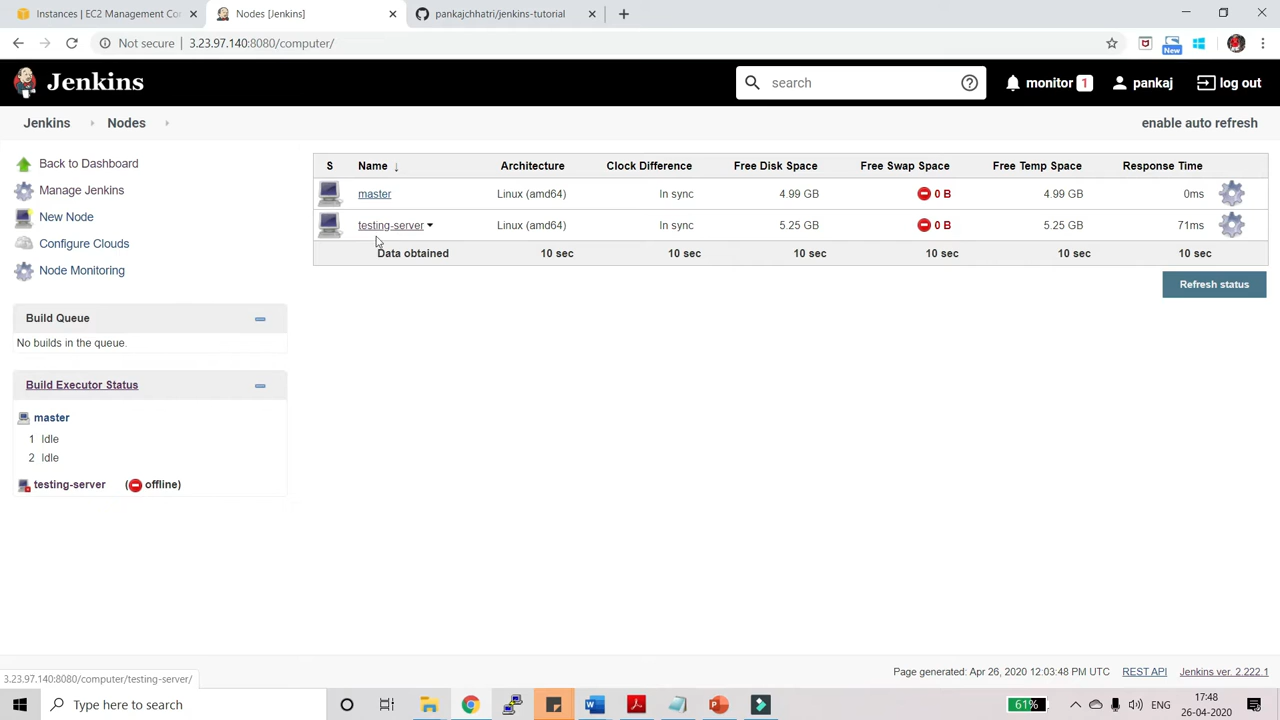 Instances | EC2 Management Con
Nodes [Jenkins]
pankajchhatri/jenkins-tutorial
Not secure | 3.23.97.140:8080/computer/
New
Jenkins
search
monitor 1
pankaj
log out
Jenkins
Nodes
enable auto refresh
Back to Dashboard
Manage Jenkins
New Node
Configure Clouds
Node Monitoring
Build Queue
No builds in the queue.
Build Executor Status
master
1 Idle
2 Idle
testing-server (offline)
S Name ↓ Architecture Clock Difference Free Disk Space Free Swap Space Free Temp Space Response Time
master Linux (amd64) In sync 4.99 GB 0 B 4.99 GB 0ms
testing-server Linux (amd64) In sync 5.25 GB 0 B 5.25 GB 71ms
Data obtained 10 sec 10 sec 10 sec 10 sec 10 sec 10 sec
Refresh status
Page generated: Apr 26, 2020 12:03:48 PM UTC REST API Jenkins ver. 2.222.1
3.23.97.140:8080/computer/testing-server/
Type here to search
61%
ENG
17:48
26-04-2020